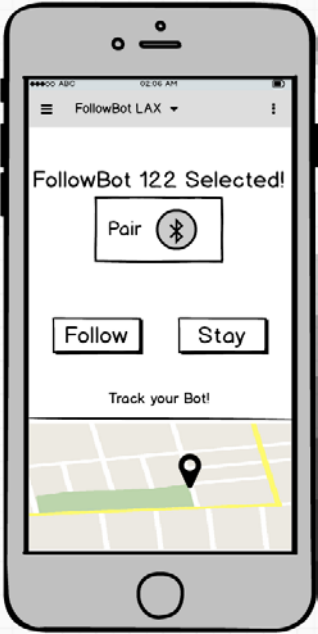 ABC 02:06 AM
FollowBot LAX
FollowBot 122 Selected!
Pair
Follow Stay
Track your Bot!